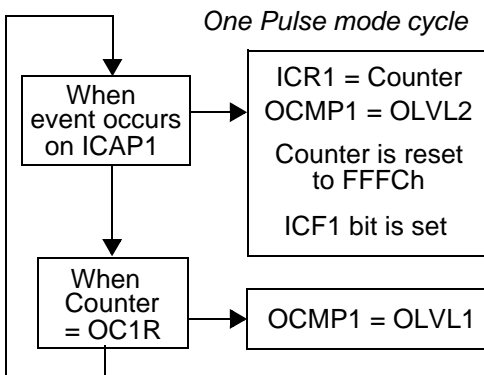 One Pulse mode cycle
When
event occurs
on ICAP1
ICR1 = Counter
OCMP1 = OLVL2
Counter is reset
to FFFCh
ICF1 bit is set
When
Counter
= OC1R
OCMP1 = OLVL1